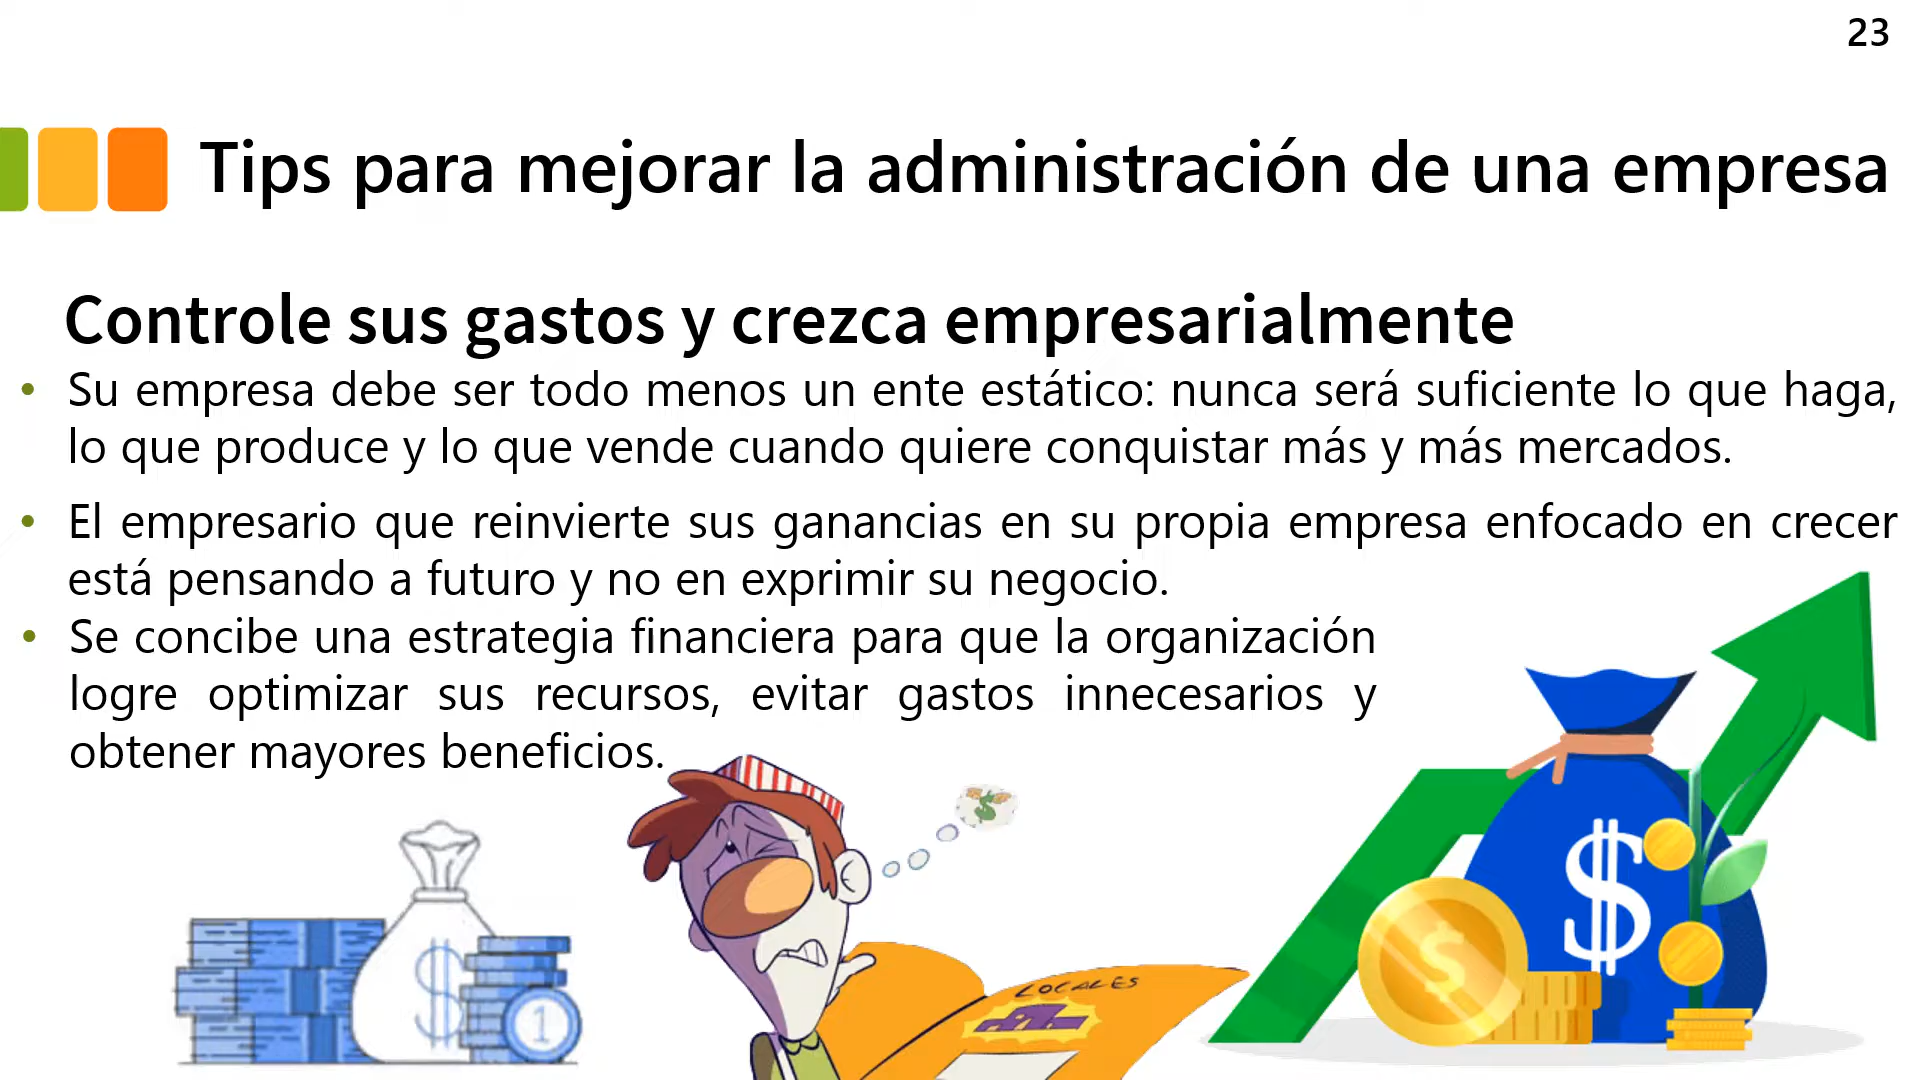 23
Tips para mejorar la administración de una empresa
Controle sus gastos y crezca empresarialmente
• Su empresa debe ser todo menos un ente estático: nunca será suficiente lo que haga,
lo que produce y lo que vende cuando quiere conquistar más y más mercados.
• El empresario que reinvierte sus ganancias en su propia empresa enfocado en crecer
está pensando a futuro y no en exprimir su negocio.
• Se concibe una estrategia financiera para que la organización
logre optimizar sus recursos, evitar gastos innecesarios y
obtener mayores beneficios.
$
$
$
$
1
LOCALES